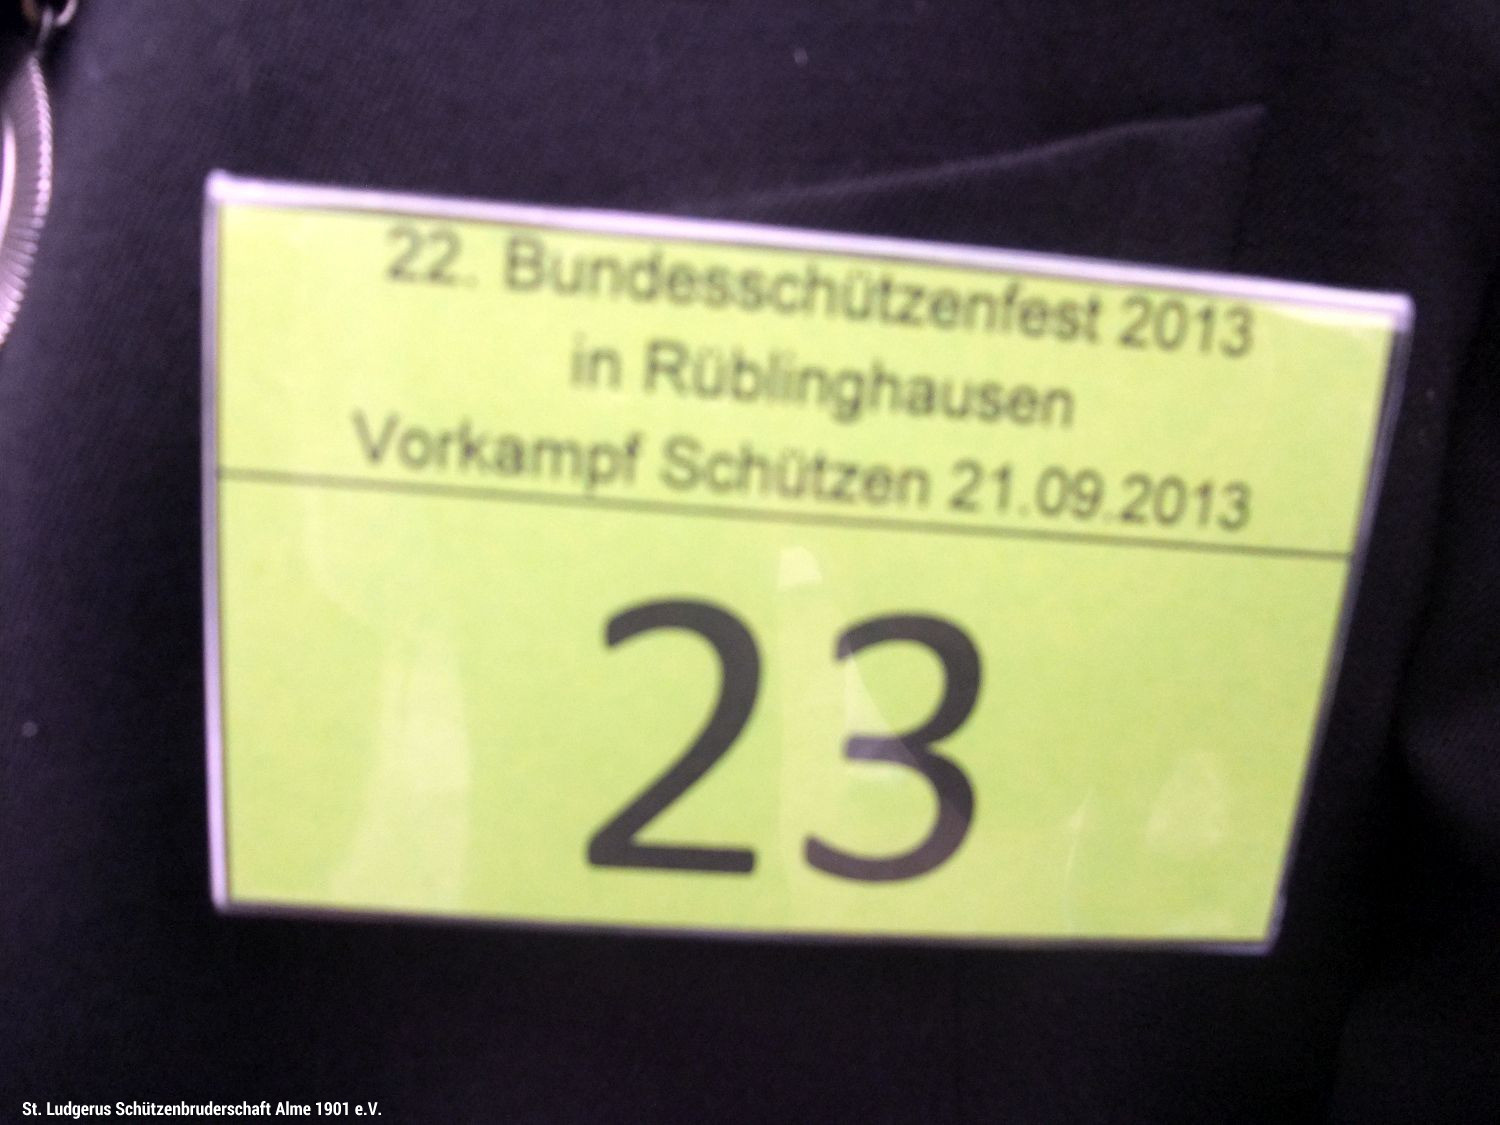 22. Bundesschützenfest 2013
in Rüblinghausen
Vorkampf Schützen 21.09.2013
23
St. Ludgerus Schützenbruderschaft Alme 1901 e.V.